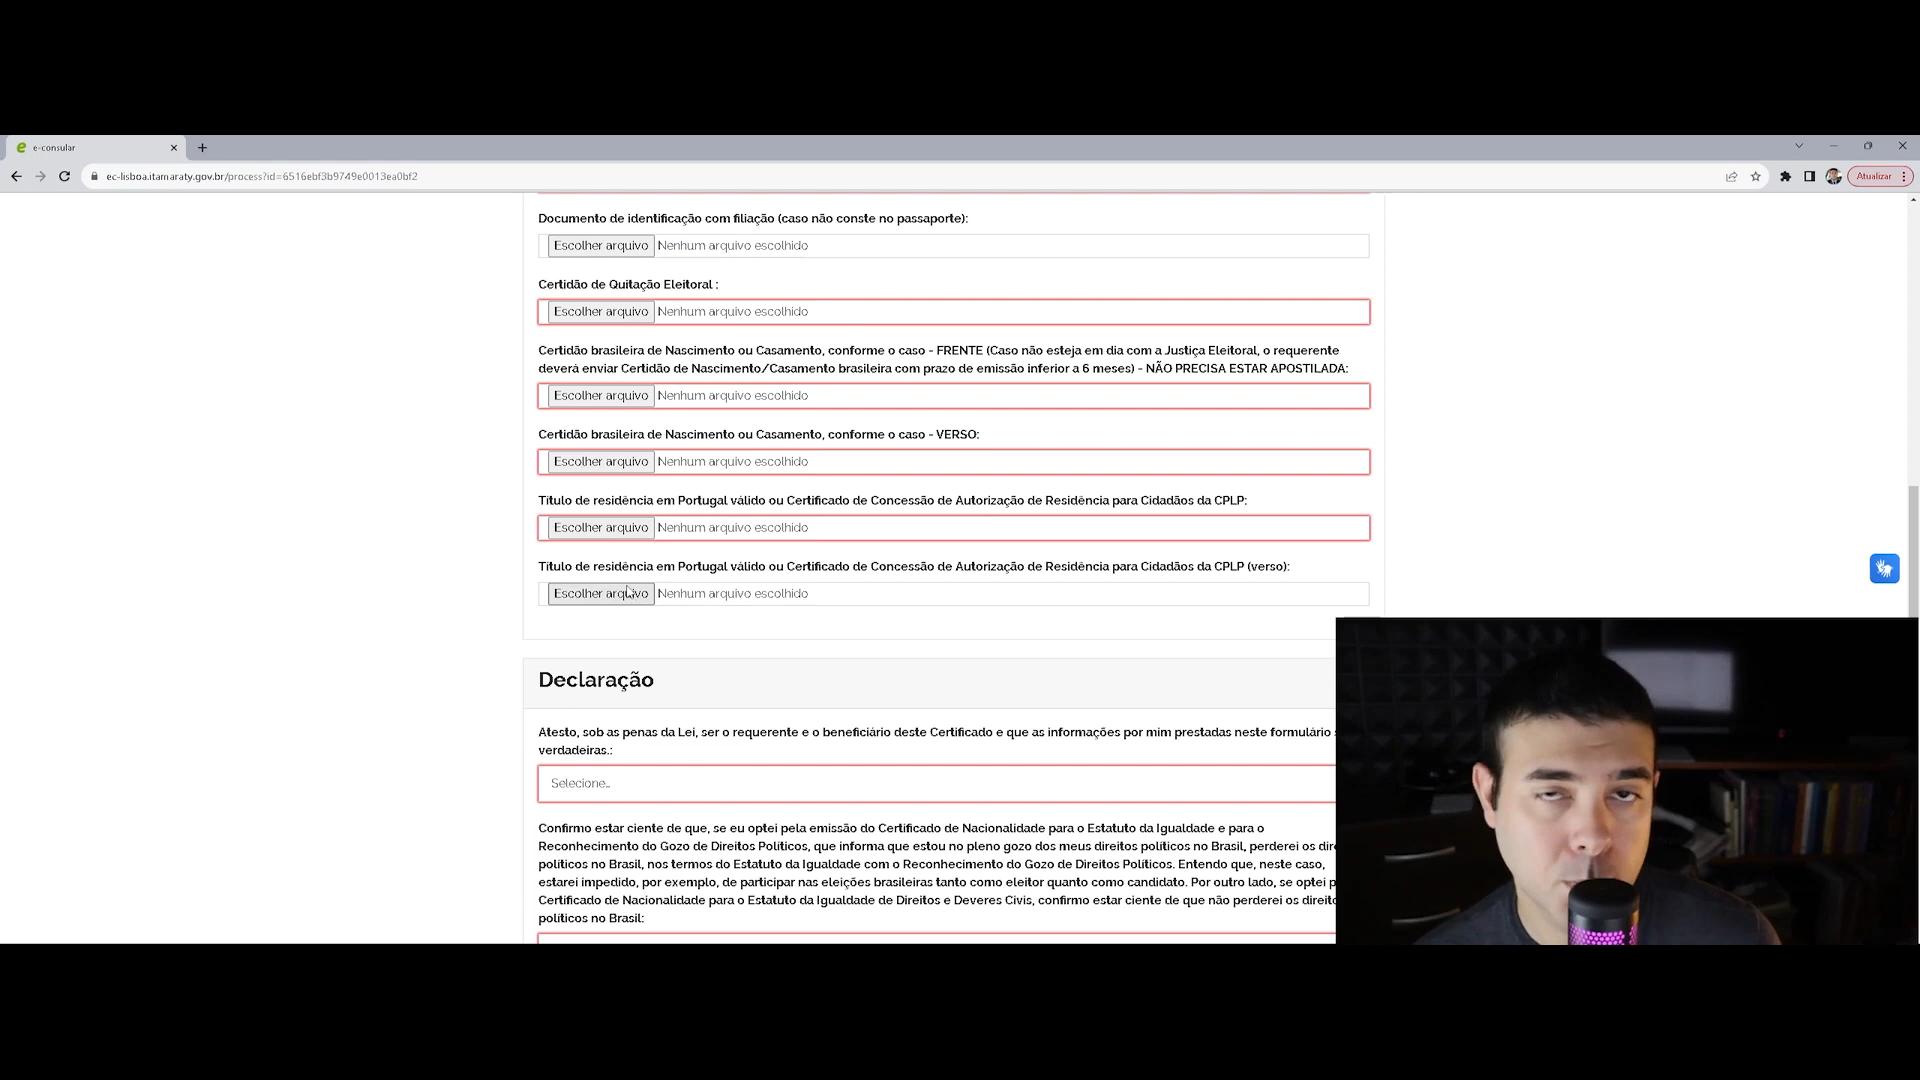 e-consular
ec-lisboa.itamaraty.gov.br/process?id=6516ebf3b9749e0013ea0bf2
Atualizar
Documento de identificação com filiação (caso não conste no passaporte):
Escolher arquivo Nenhum arquivo escolhido
Certidão de Quitação Eleitoral :
Escolher arquivo Nenhum arquivo escolhido
Certidão brasileira de Nascimento ou Casamento, conforme o caso - FRENTE (Caso não esteja em dia com a Justiça Eleitoral, o requerente
deverá enviar Certidão de Nascimento/Casamento brasileira com prazo de emissão inferior a 6 meses) - NÃO PRECISA ESTAR APOSTILADA:
Escolher arquivo Nenhum arquivo escolhido
Certidão brasileira de Nascimento ou Casamento, conforme o caso - VERSO:
Escolher arquivo Nenhum arquivo escolhido
Título de residência em Portugal válido ou Certificado de Concessão de Autorização de Residência para Cidadãos da CPLP:
Escolher arquivo Nenhum arquivo escolhido
Título de residência em Portugal válido ou Certificado de Concessão de Autorização de Residência para Cidadãos da CPLP (verso):
Escolher arquivo Nenhum arquivo escolhido
Declaração
Atesto, sob as penas da Lei, ser o requerente e o beneficiário deste Certificado e que as informações por mim prestadas neste formulário
verdadeiras.:
Selecione...
Confirmo estar ciente de que, se eu optei pela emissão do Certificado de Nacionalidade para o Estatuto da Igualdade e para o
Reconhecimento do Gozo de Direitos Políticos, que informa que estou no pleno gozo dos meus direitos políticos no Brasil, perderei os dire
políticos no Brasil, nos termos do Estatuto da Igualdade com o Reconhecimento do Gozo de Direitos Políticos. Entendo que, neste caso,
estarei impedido, por exemplo, de participar nas eleições brasileiras tanto como eleitor quanto como candidato. Por outro lado, se optei p
Certificado de Nacionalidade para o Estatuto da Igualdade de Direitos e Deveres Civis, confirmo estar ciente de que não perderei os direito
políticos no Brasil: